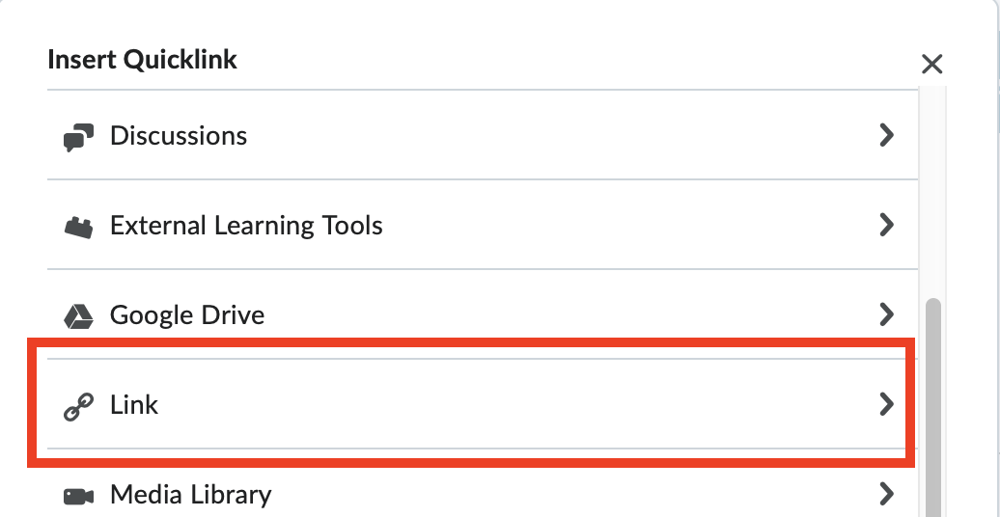 Insert Quicklink
Discussions
External Learning Tools
Google Drive
Link
Media Library